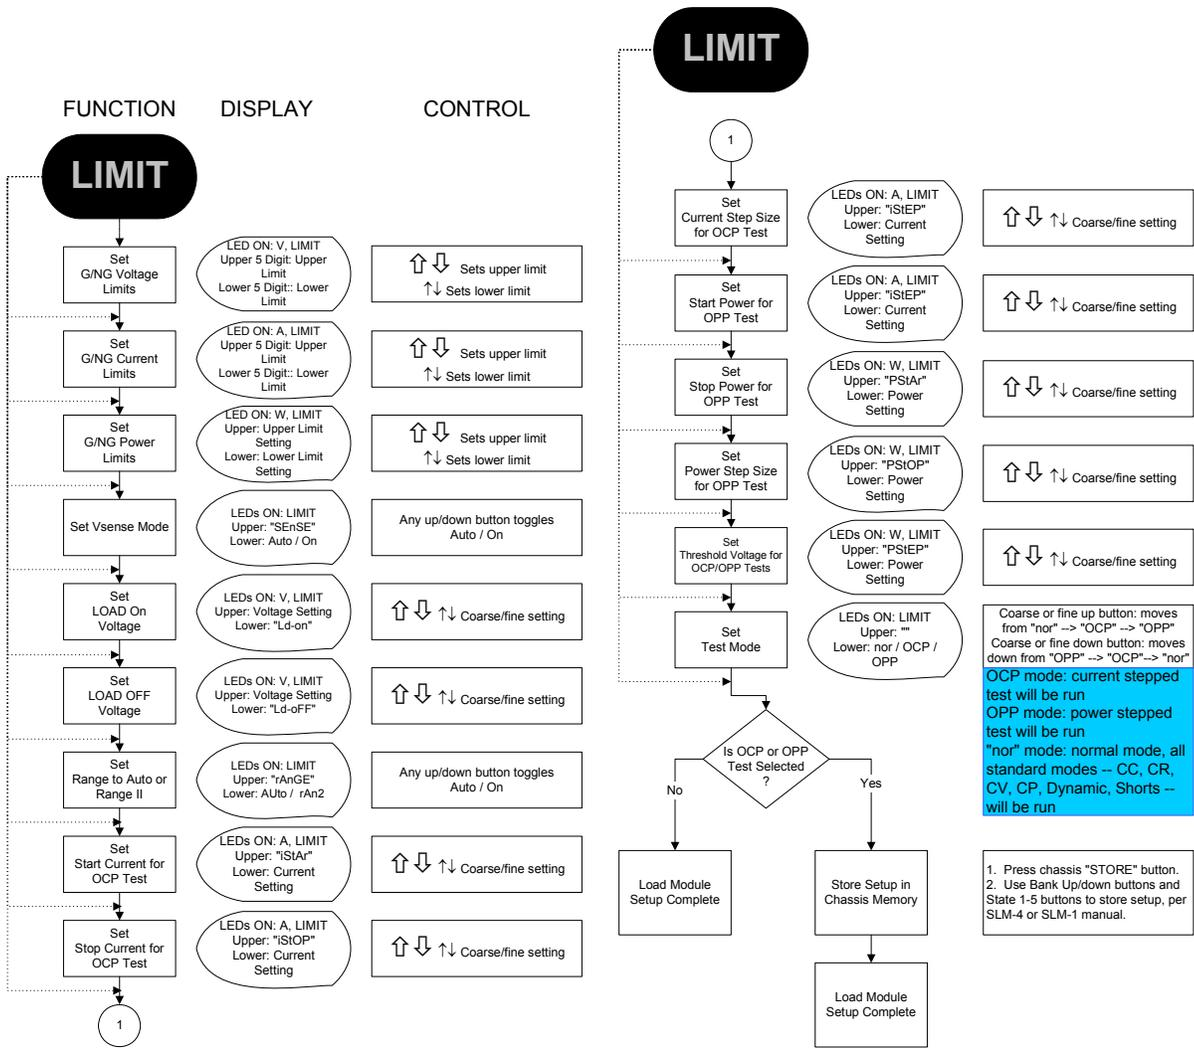 FUNCTION DISPLAY CONTROL
LIMIT
Set
G/NG Voltage
Limits
LED ON: V, LIMIT
Upper 5 Digit: Upper
Limit
Lower 5 Digit:: Lower
Limit
⇧ ⇩ Sets upper limit
↑↓ Sets lower limit
Set
G/NG Current
Limits
LED ON: A, LIMIT
Upper 5 Digit: Upper
Limit
Lower 5 Digit:: Lower
Limit
⇧ ⇩ Sets upper limit
↑↓ Sets lower limit
Set
G/NG Power
Limits
LED ON: W, LIMIT
Upper: Upper Limit
Setting
Lower: Lower Limit
Setting
⇧ ⇩ Sets upper limit
↑↓ Sets lower limit
Set Vsense Mode
LEDs ON: LIMIT
Upper: "SEnSE"
Lower: Auto / On
Any up/down button toggles
Auto / On
Set
LOAD On
Voltage
LEDs ON: V, LIMIT
Upper: Voltage Setting
Lower: "Ld-on"
⇧ ⇩ ↑↓ Coarse/fine setting
Set
LOAD OFF
Voltage
LEDs ON: V, LIMIT
Upper: Voltage Setting
Lower: "Ld-oFF"
⇧ ⇩ ↑↓ Coarse/fine setting
Set
Range to Auto or
Range II
LEDs ON: LIMIT
Upper: "rAnGE"
Lower: AUto / rAn2
Any up/down button toggles
Auto / On
Set
Start Current for
OCP Test
LEDs ON: A, LIMIT
Upper: "iStAr"
Lower: Current
Setting
⇧ ⇩ ↑↓ Coarse/fine setting
Set
Stop Current for
OCP Test
LEDs ON: A, LIMIT
Upper: "iStOP"
Lower: Current
Setting
⇧ ⇩ ↑↓ Coarse/fine setting
1
LIMIT
1
Set
Current Step Size
for OCP Test
LEDs ON: A, LIMIT
Upper: "iStEP"
Lower: Current
Setting
⇧ ⇩ ↑↓ Coarse/fine setting
Set
Start Power for
OPP Test
LEDs ON: A, LIMIT
Upper: "iStEP"
Lower: Current
Setting
⇧ ⇩ ↑↓ Coarse/fine setting
Set
Stop Power for
OPP Test
LEDs ON: W, LIMIT
Upper: "PStAr"
Lower: Power
Setting
⇧ ⇩ ↑↓ Coarse/fine setting
Set
Power Step Size
for OPP Test
LEDs ON: W, LIMIT
Upper: "PStOP"
Lower: Power
Setting
⇧ ⇩ ↑↓ Coarse/fine setting
Set
Threshold Voltage for
OCP/OPP Tests
LEDs ON: W, LIMIT
Upper: "PStEP"
Lower: Power
Setting
⇧ ⇩ ↑↓ Coarse/fine setting
Set
Test Mode
LEDs ON: LIMIT
Upper: ""
Lower: nor / OCP /
OPP
Coarse or fine up button: moves
from "nor" --> "OCP" --> "OPP"
Coarse or fine down button: moves
down from "OPP" --> "OCP"--> "nor"
OCP mode: current stepped
test will be run
OPP mode: power stepped
test will be run
"nor" mode: normal mode, all
standard modes -- CC, CR,
CV, CP, Dynamic, Shorts --
will be run
Is OCP or OPP
Test Selected
?
No
Yes
Load Module
Setup Complete
Store Setup in
Chassis Memory
1. Press chassis "STORE" button.
2. Use Bank Up/down buttons and
State 1-5 buttons to store setup, per
SLM-4 or SLM-1 manual.
Load Module
Setup Complete